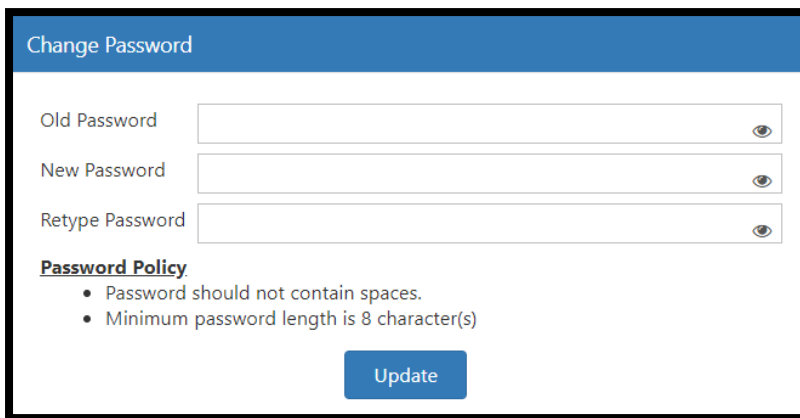 Change Password
Old Password
New Password
Retype Password
Password Policy
• Password should not contain spaces.
• Minimum password length is 8 character(s)
Update